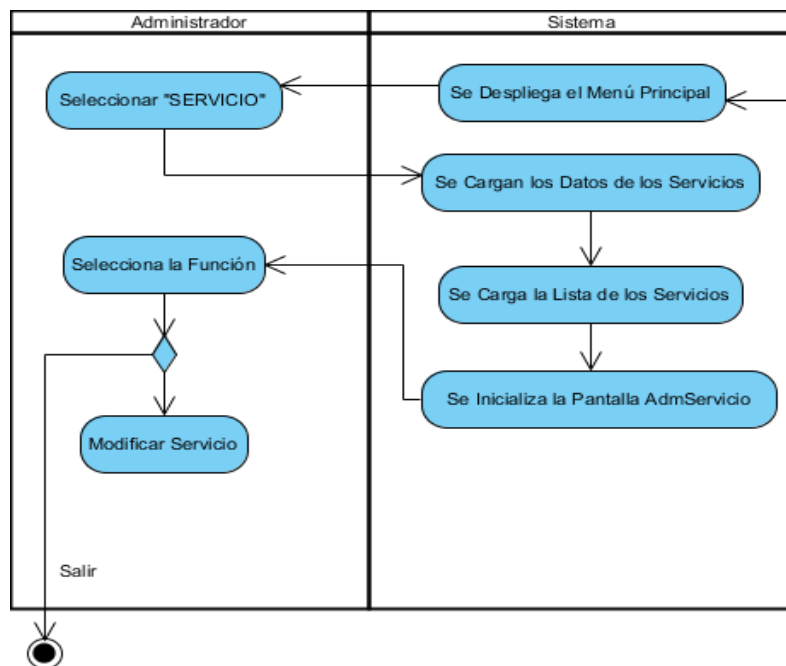 Administrador
Sistema
Seleccionar "SERVICIO"
Se Despliega el Menú Principal
Se Cargan los Datos de los Servicios
Selecciona la Función
Se Carga la Lista de los Servicios
Se Inicializa la Pantalla AdmServicio
Modificar Servicio
Salir